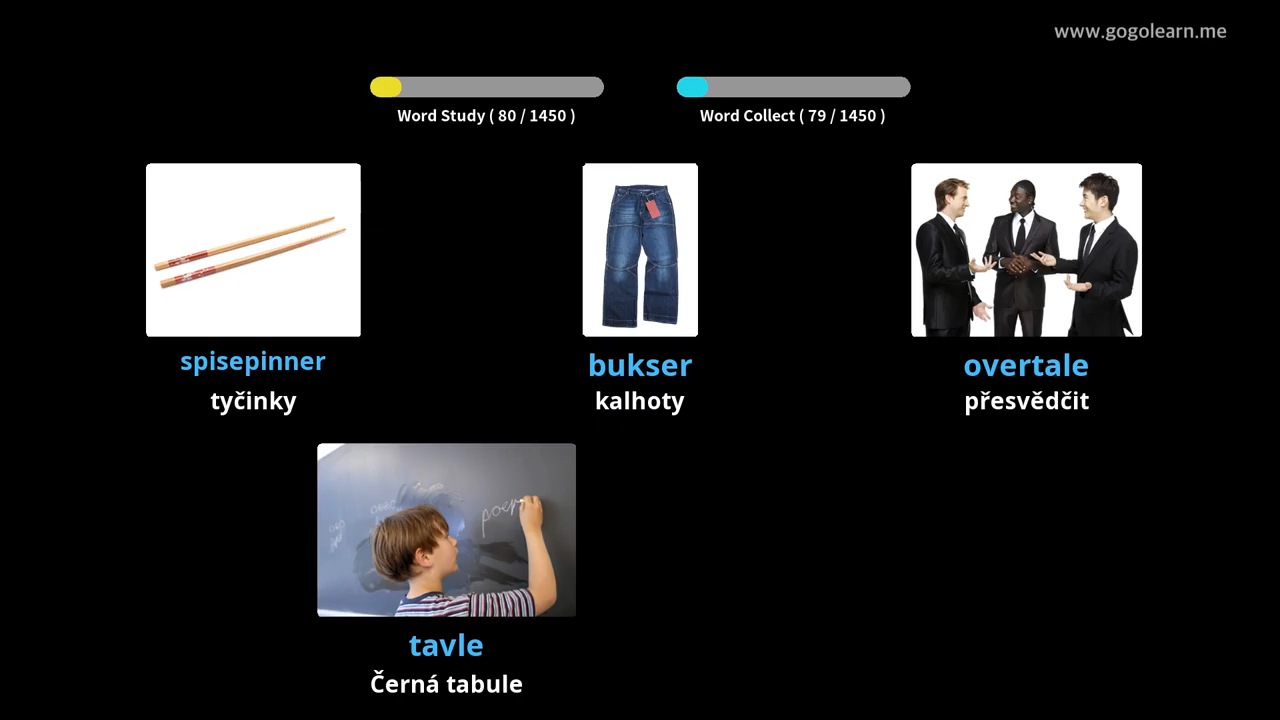 www.gogolearn.me
Word Study ( 80 / 1450 )
Word Collect ( 79 / 1450 )
spisepinner
bukser
overtale
tyčinky
kalhoty
přesvědčit
poem
tavle
Černá tabule